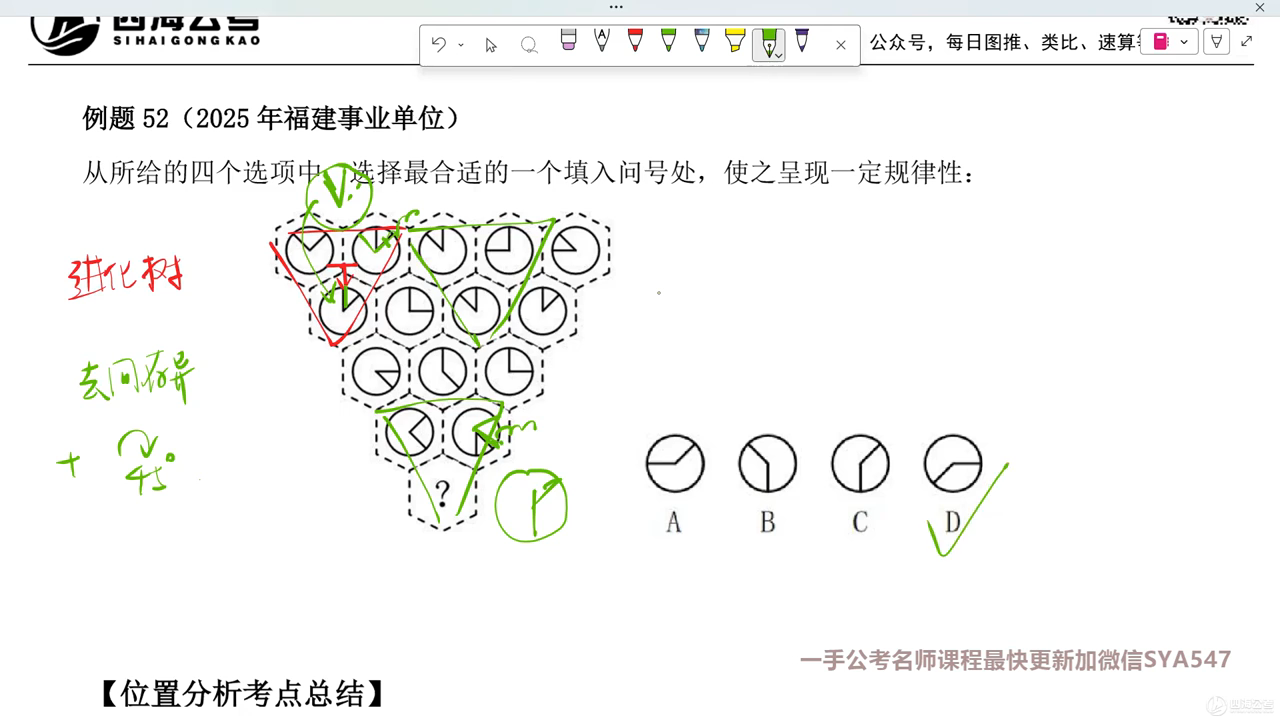 SIHAIGONGKAO
公众号，每日图推、类比、速算
例题 52（2025 年福建事业单位）
从所给的四个选项中，选择最合适的一个填入问号处，使之呈现一定规律性：
进化树
去同存异
+ 45°
?
A B C D
一手公考名师课程最快更新加微信SYA547
【位置分析考点总结】
四海公考